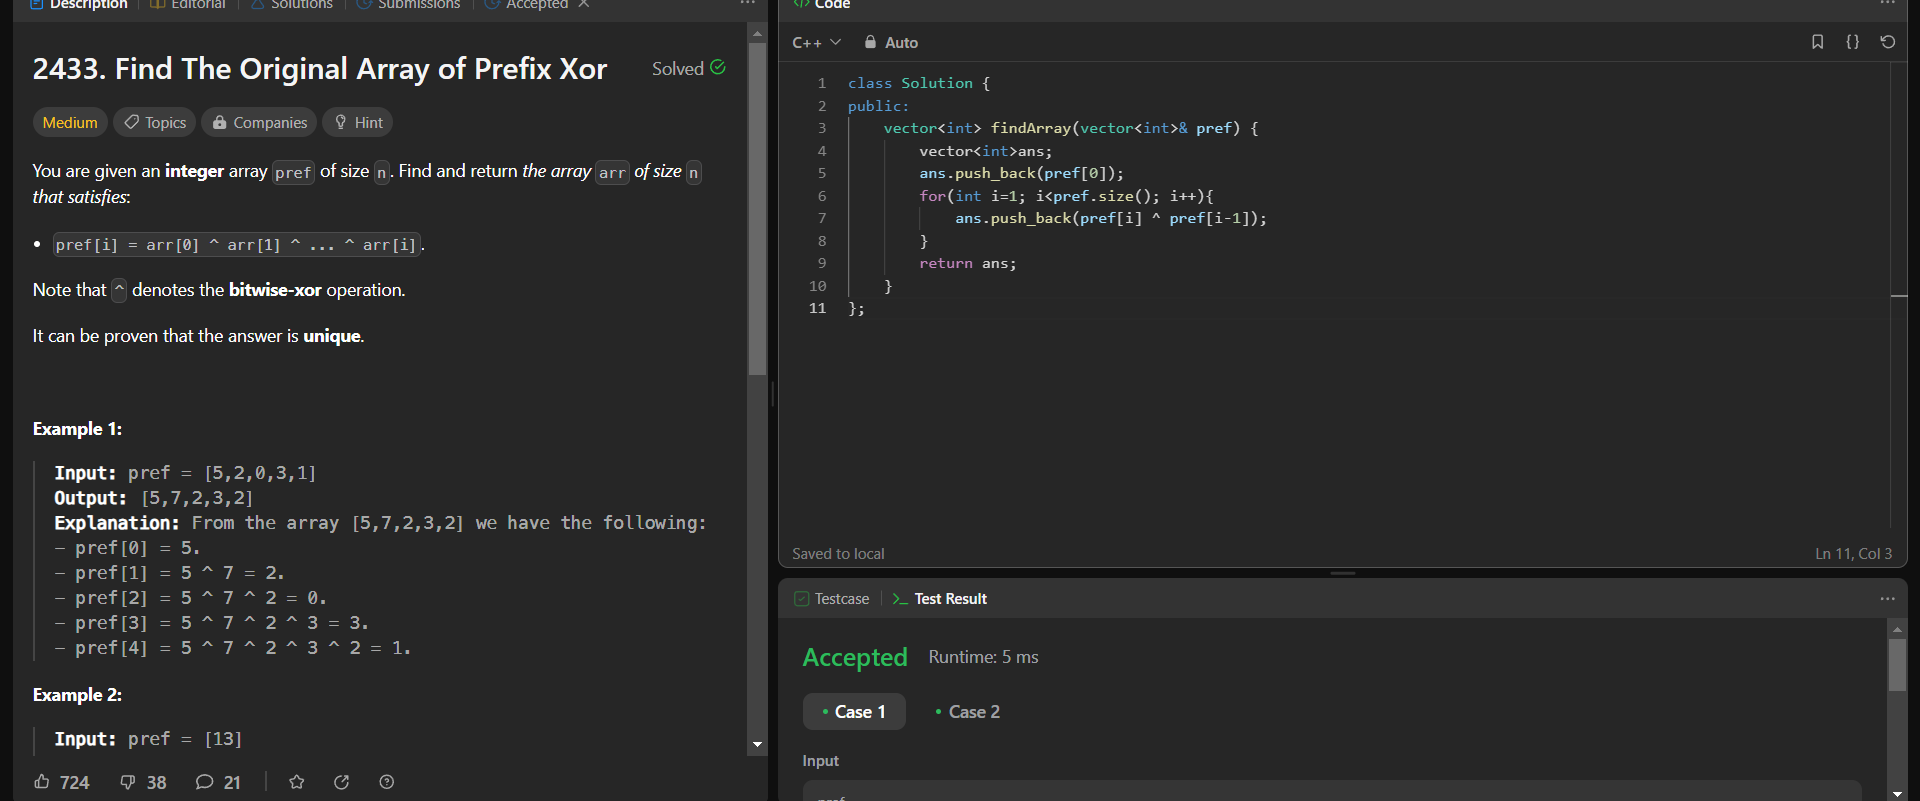 Description | Editorial | Solutions | Submissions | Accepted ×
2433. Find The Original Array of Prefix Xor
Solved
Medium Topics Companies Hint
You are given an integer array pref of size n. Find and return the array arr of size n
that satisfies:
• pref[i] = arr[0] ^ arr[1] ^ ... ^ arr[i].
Note that ^ denotes the bitwise-xor operation.
It can be proven that the answer is unique.
Example 1:
Input: pref = [5,2,0,3,1]
Output: [5,7,2,3,2]
Explanation: From the array [5,7,2,3,2] we have the following:
- pref[0] = 5.
- pref[1] = 5 ^ 7 = 2.
- pref[2] = 5 ^ 7 ^ 2 = 0.
- pref[3] = 5 ^ 7 ^ 2 ^ 3 = 3.
- pref[4] = 5 ^ 7 ^ 2 ^ 3 ^ 2 = 1.
Example 2:
Input: pref = [13]
724 38 21
</> Code
C++ Auto
1 class Solution {
2 public:
3     vector<int> findArray(vector<int>& pref) {
4         vector<int>ans;
5         ans.push_back(pref[0]);
6         for(int i=1; i<pref.size(); i++){
7             ans.push_back(pref[i] ^ pref[i-1]);
8         }
9         return ans;
10     }
11 };
Saved to local
Ln 11, Col 3
Testcase | >_ Test Result
Accepted Runtime: 5 ms
• Case 1 • Case 2
Input
pref